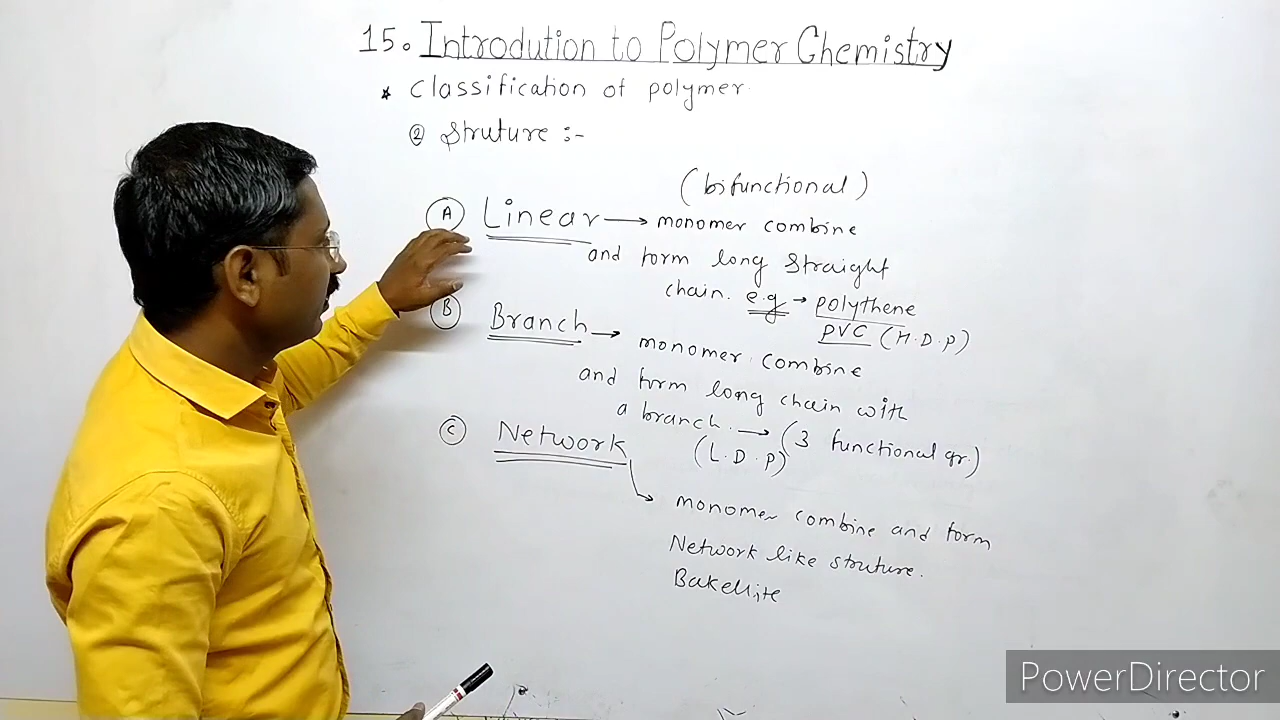 15. Introdution to Polymer Chemistry
* Classification of polymer.
② Struture :-
(bifunctional)
Ⓐ Linear → monomer combine
and form long straight
chain. e.g → polythene
PVC (H.D.P)
Ⓑ Branch → monomer combine
and form long chain with
a branch. → (3 functional gr.)
(L.D.P)
Ⓒ Network
→ monomer combine and form
Network like struture.
Bakellite
PowerDirector